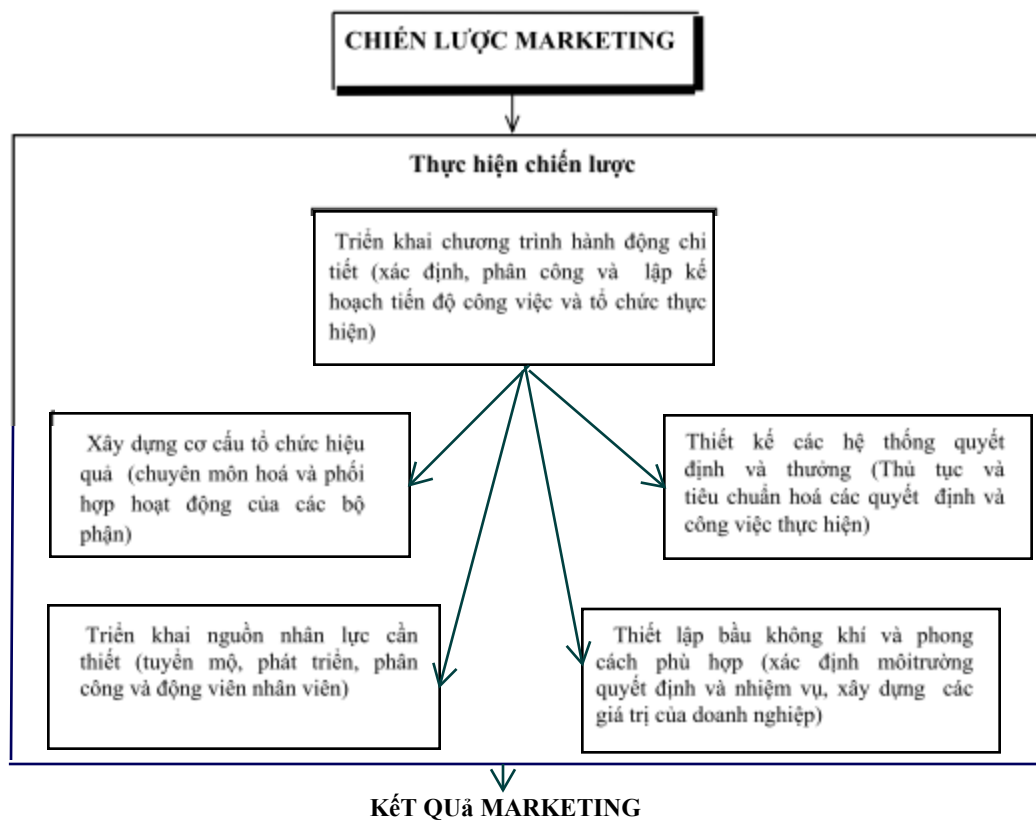 CHIÉN LƯỢC MARKETING
Thực hiện chiến lược
Triển khai chương trình hành động chi
tiết (xác định, phân công và lập kế
hoạch tiến độ công việc và tổ chức thực
hiện)
Xây dựng cơ cấu tổ chức hiệu
quả (chuyên môn hoá và phối
hợp hoạt động của các bộ
phận)
Thiết kế các hệ thống quyết
định và thưởng (Thủ tục và
tiêu chuẩn hoá các quyết định và
công việc thực hiện)
Triển khai nguồn nhân lực cần
thiết (tuyển mộ, phát triển, phân
công và động viên nhân viên)
Thiết lập bầu không khí và phong
cách phù hợp (xác định môitrường
quyết định và nhiệm vụ, xây dựng các
giá trị của doanh nghiệp)
KếT QUả MARKETING